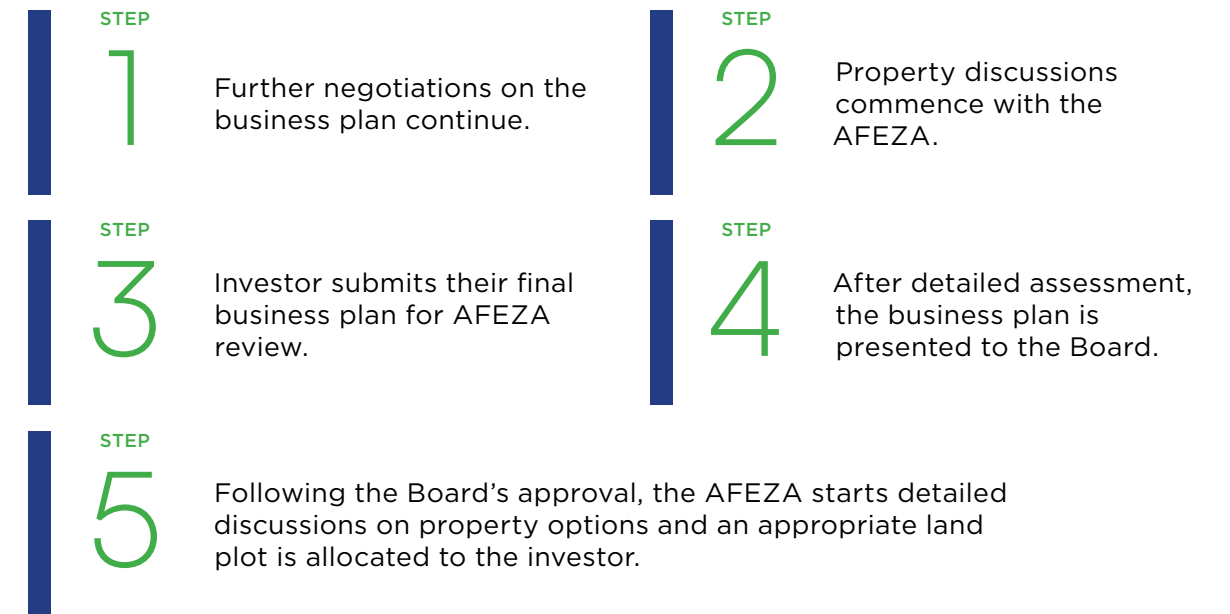 STEP
1
Further negotiations on the
business plan continue.
STEP
2
Property discussions
commence with the
AFEZA.
STEP
3
Investor submits their final
business plan for AFEZA
review.
STEP
4
After detailed assessment,
the business plan is
presented to the Board.
STEP
5
Following the Board’s approval, the AFEZA starts detailed
discussions on property options and an appropriate land
plot is allocated to the investor.